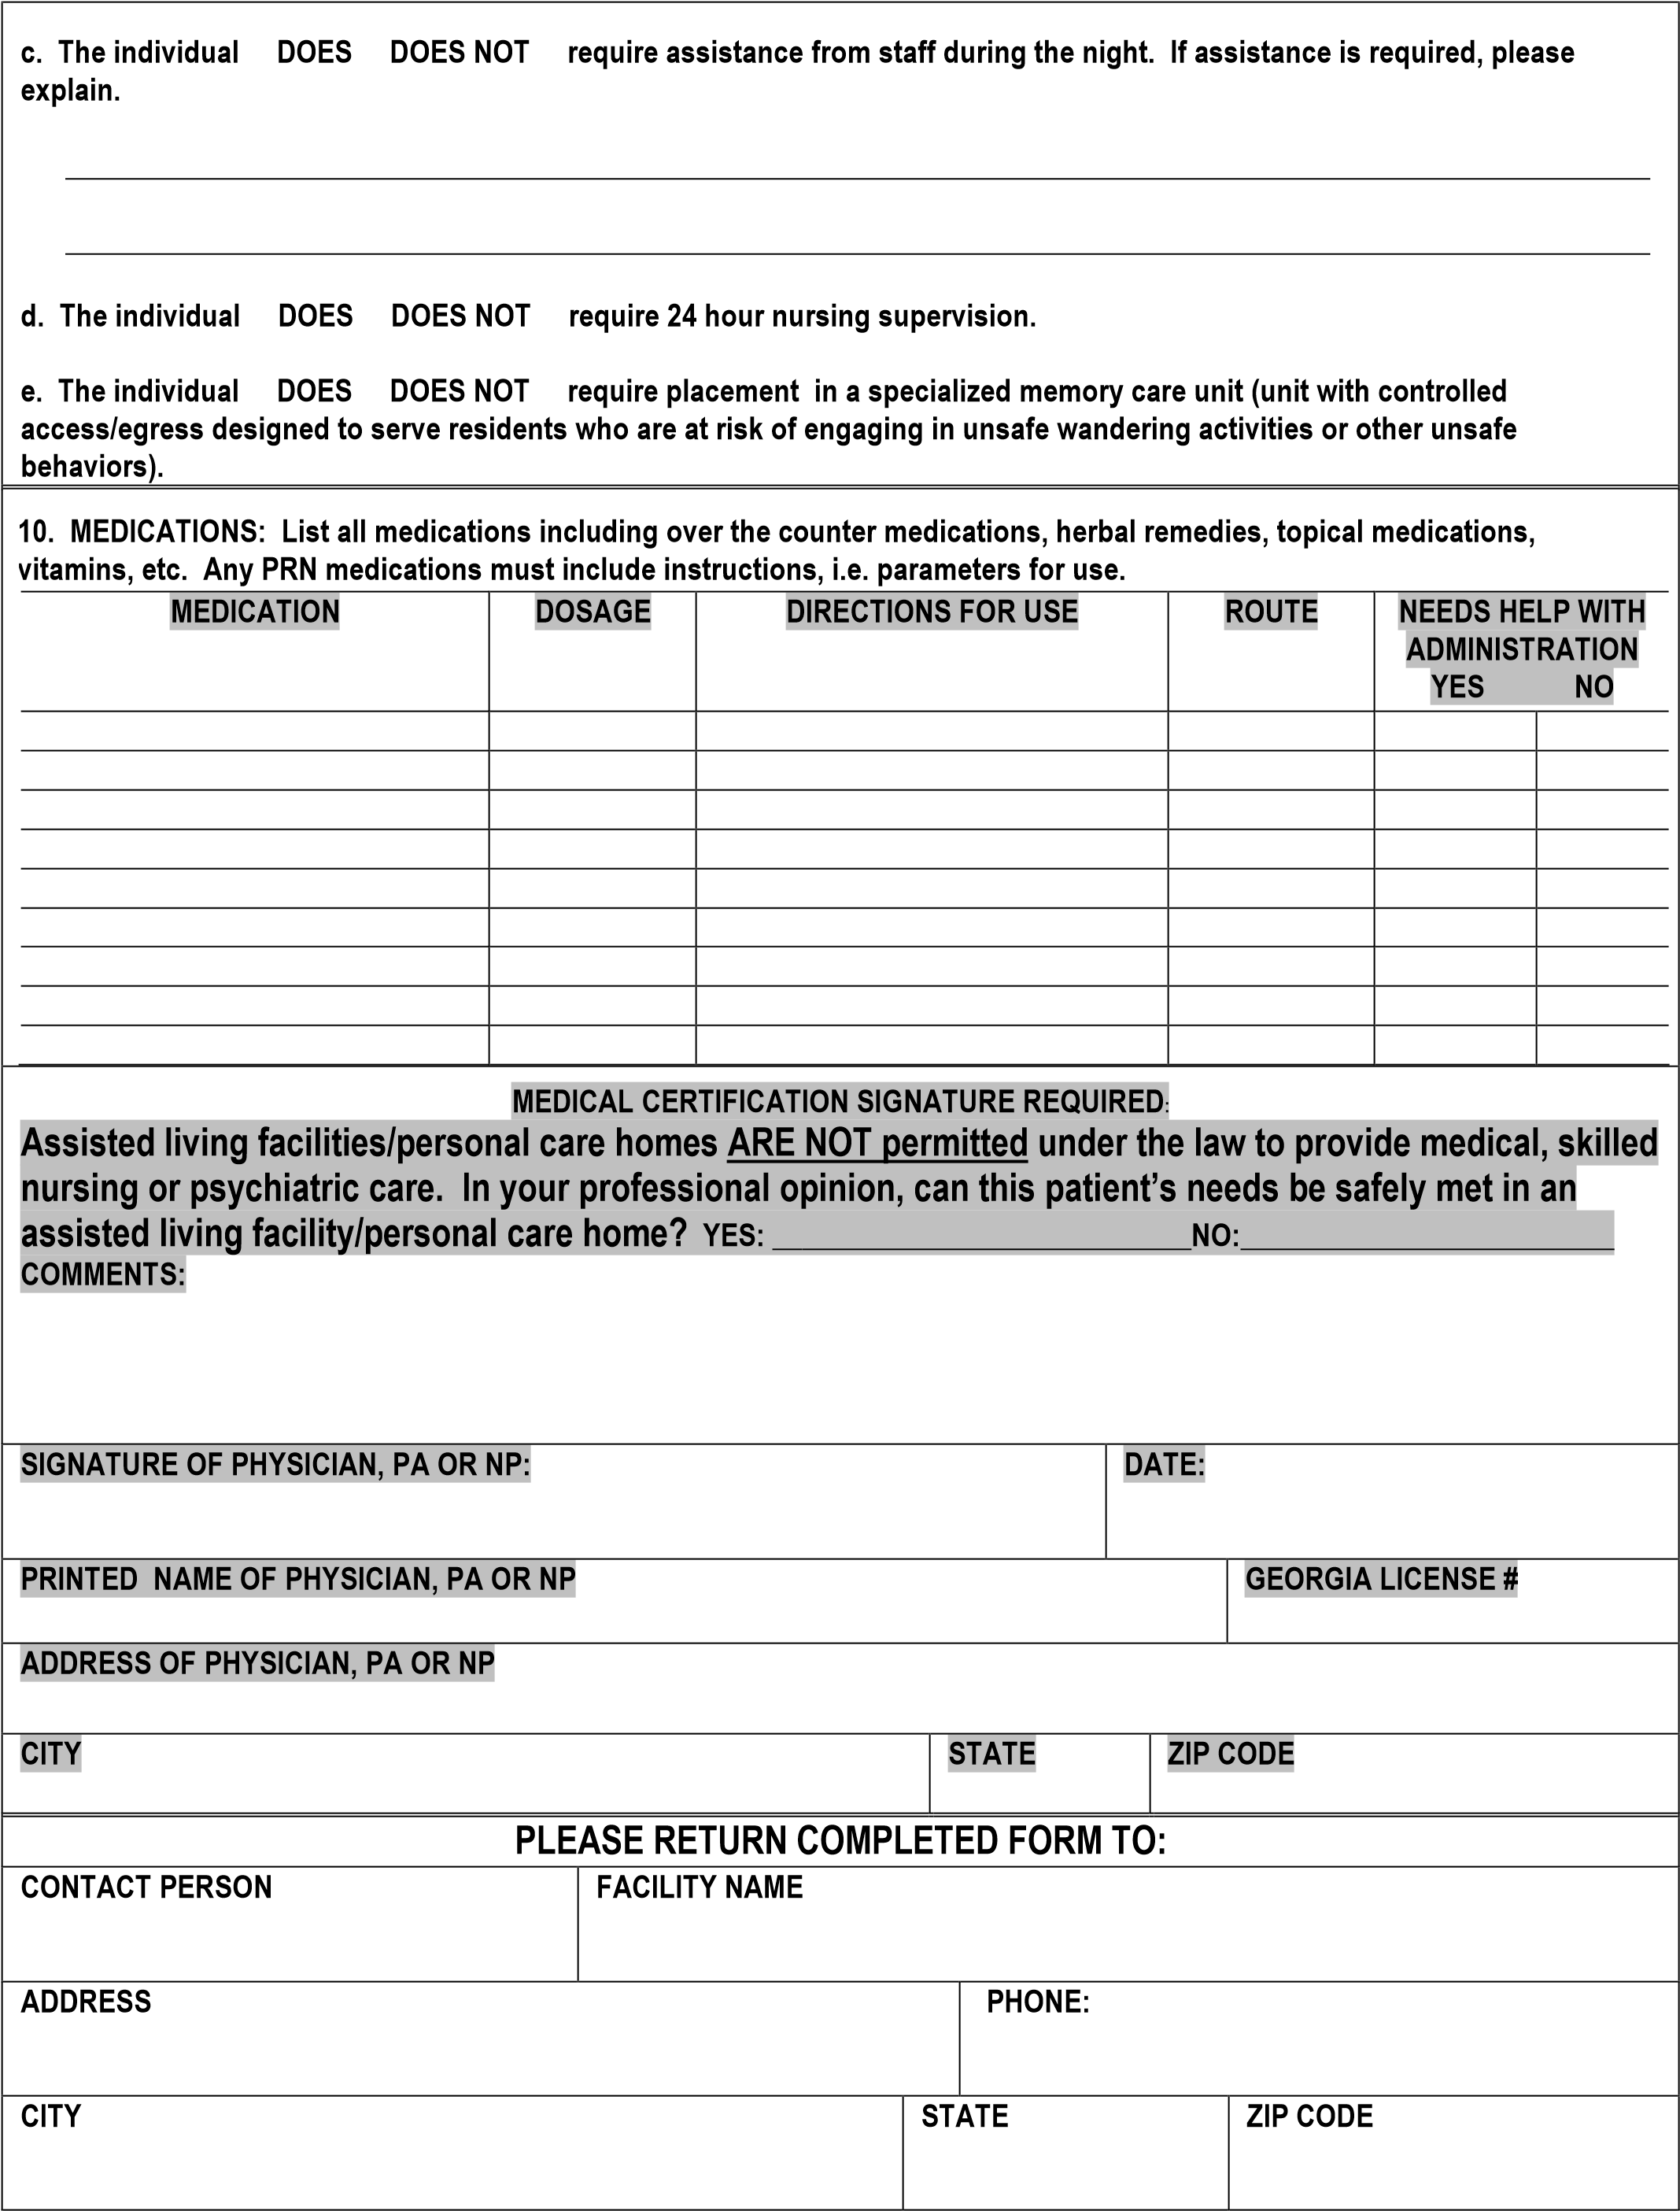 c.  The individual     DOES     DOES NOT     require assistance from staff during the night.  If assistance is required, please
explain.
d.  The individual     DOES     DOES NOT     require 24 hour nursing supervision.
e.  The individual     DOES     DOES NOT     require placement  in a specialized memory care unit (unit with controlled
access/egress designed to serve residents who are at risk of engaging in unsafe wandering activities or other unsafe
behaviors).
10.  MEDICATIONS:  List all medications including over the counter medications, herbal remedies, topical medications,
vitamins, etc.  Any PRN medications must include instructions, i.e. parameters for use.
MEDICATION DOSAGE DIRECTIONS FOR USE ROUTE NEEDS HELP WITH
ADMINISTRATION
YES NO
MEDICAL CERTIFICATION SIGNATURE REQUIRED:
Assisted living facilities/personal care homes ARE NOT permitted under the law to provide medical, skilled
nursing or psychiatric care.  In your professional opinion, can this patient’s needs be safely met in an
assisted living facility/personal care home? YES: ____________________________NO:_________________________
COMMENTS:
SIGNATURE OF PHYSICIAN, PA OR NP: DATE:
PRINTED  NAME OF PHYSICIAN, PA OR NP GEORGIA LICENSE #
ADDRESS OF PHYSICIAN, PA OR NP
CITY STATE ZIP CODE
PLEASE RETURN COMPLETED FORM TO:
CONTACT PERSON FACILITY NAME
ADDRESS PHONE:
CITY STATE ZIP CODE